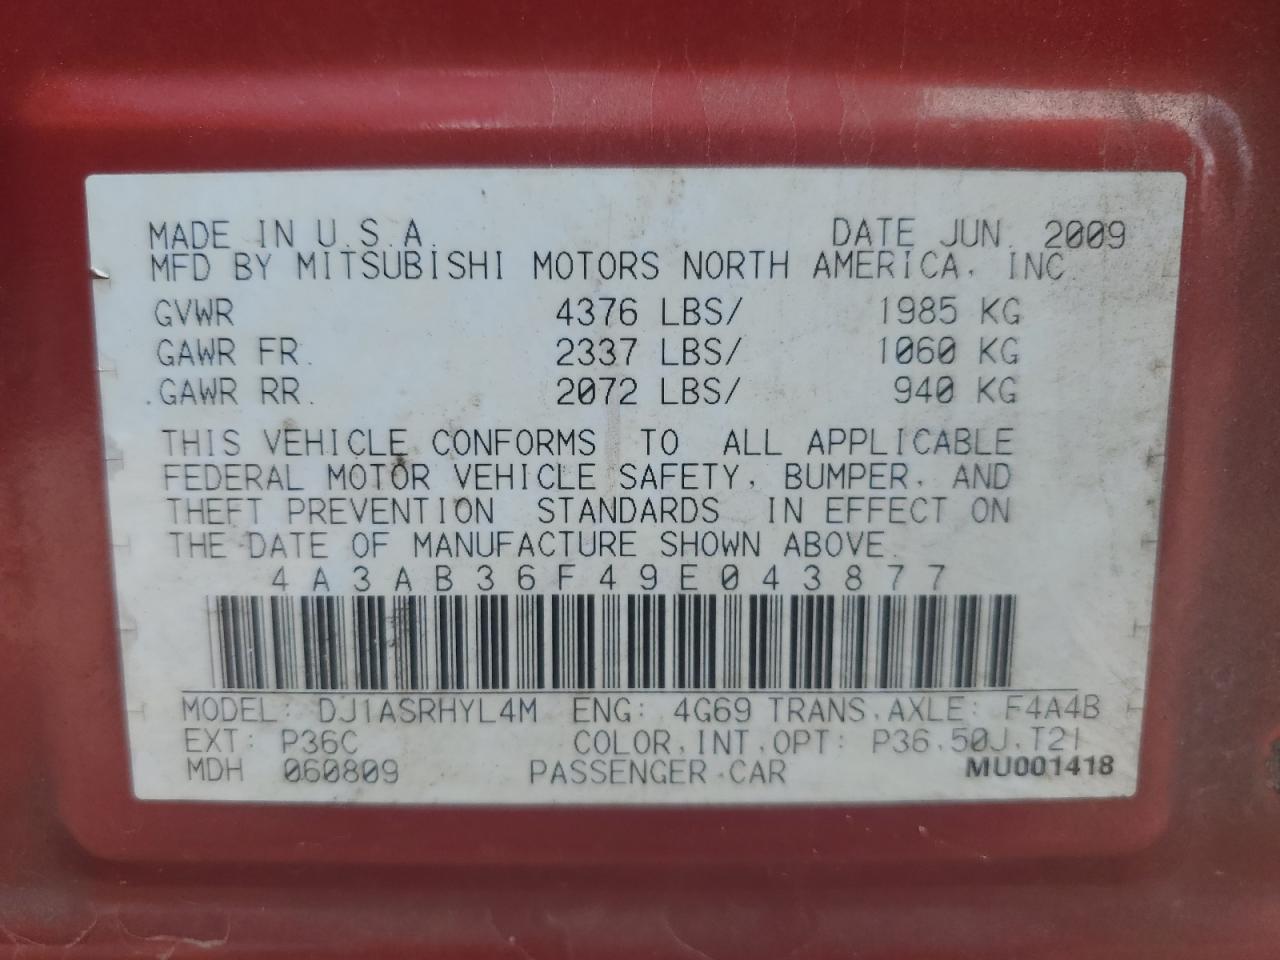 MADE IN U.S.A. DATE JUN. 2009
MFD BY MITSUBISHI MOTORS NORTH AMERICA, INC.
GVWR 4376 LBS/ 1985 KG
GAWR FR. 2337 LBS/ 1060 KG
GAWR RR. 2072 LBS/ 940 KG
THIS VEHICLE CONFORMS TO ALL APPLICABLE
FEDERAL MOTOR VEHICLE SAFETY, BUMPER, AND
THEFT PREVENTION STANDARDS IN EFFECT ON
THE DATE OF MANUFACTURE SHOWN ABOVE.
4A3AB36F49E043877
MODEL: DJ1ASRHYL4M ENG: 4G69 TRANS.AXLE: F4A4B
EXT: P36C COLOR,INT,OPT: P36,50J,T21
MDH 060809 PASSENGER CAR MU001418